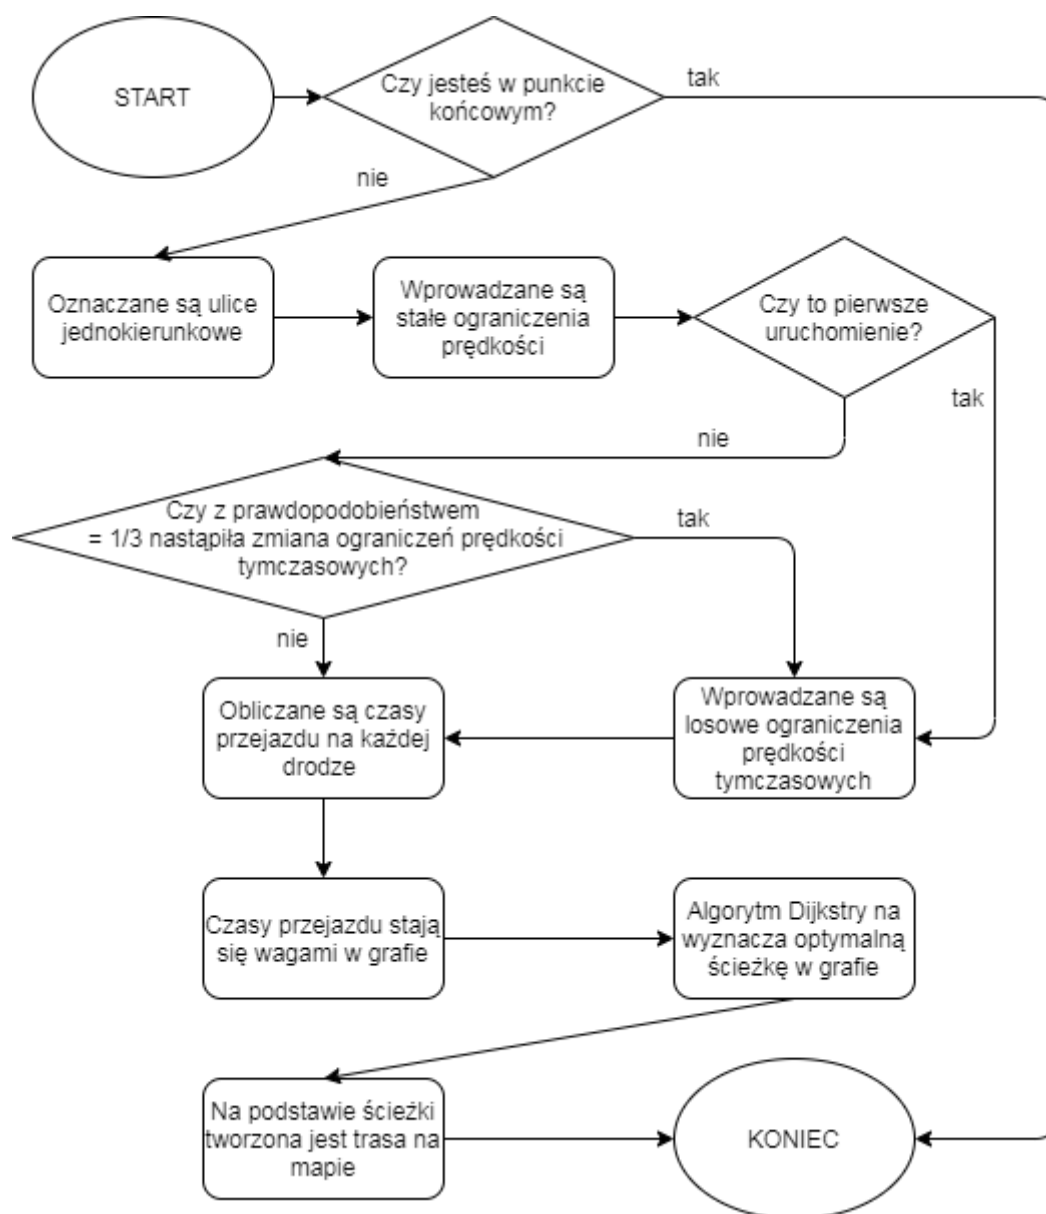 START
Czy jesteś w punkcie
końcowym?
tak
nie
Oznaczane są ulice
jednokierunkowe
Wprowadzane są
stałe ograniczenia
prędkości
Czy to pierwsze
uruchomienie?
tak
nie
Czy z prawdopodobieństwem
= 1/3 nastąpiła zmiana ograniczeń prędkości
tymczasowych?
tak
nie
Obliczane są czasy
przejazdu na każdej
drodze
Wprowadzane są
losowe ograniczenia
prędkości
tymczasowych
Czasy przejazdu stają
się wagami w grafie
Algorytm Dijkstry na
wyznacza optymalną
ścieżkę w grafie
Na podstawie ścieżki
tworzona jest trasa na
mapie
KONIEC